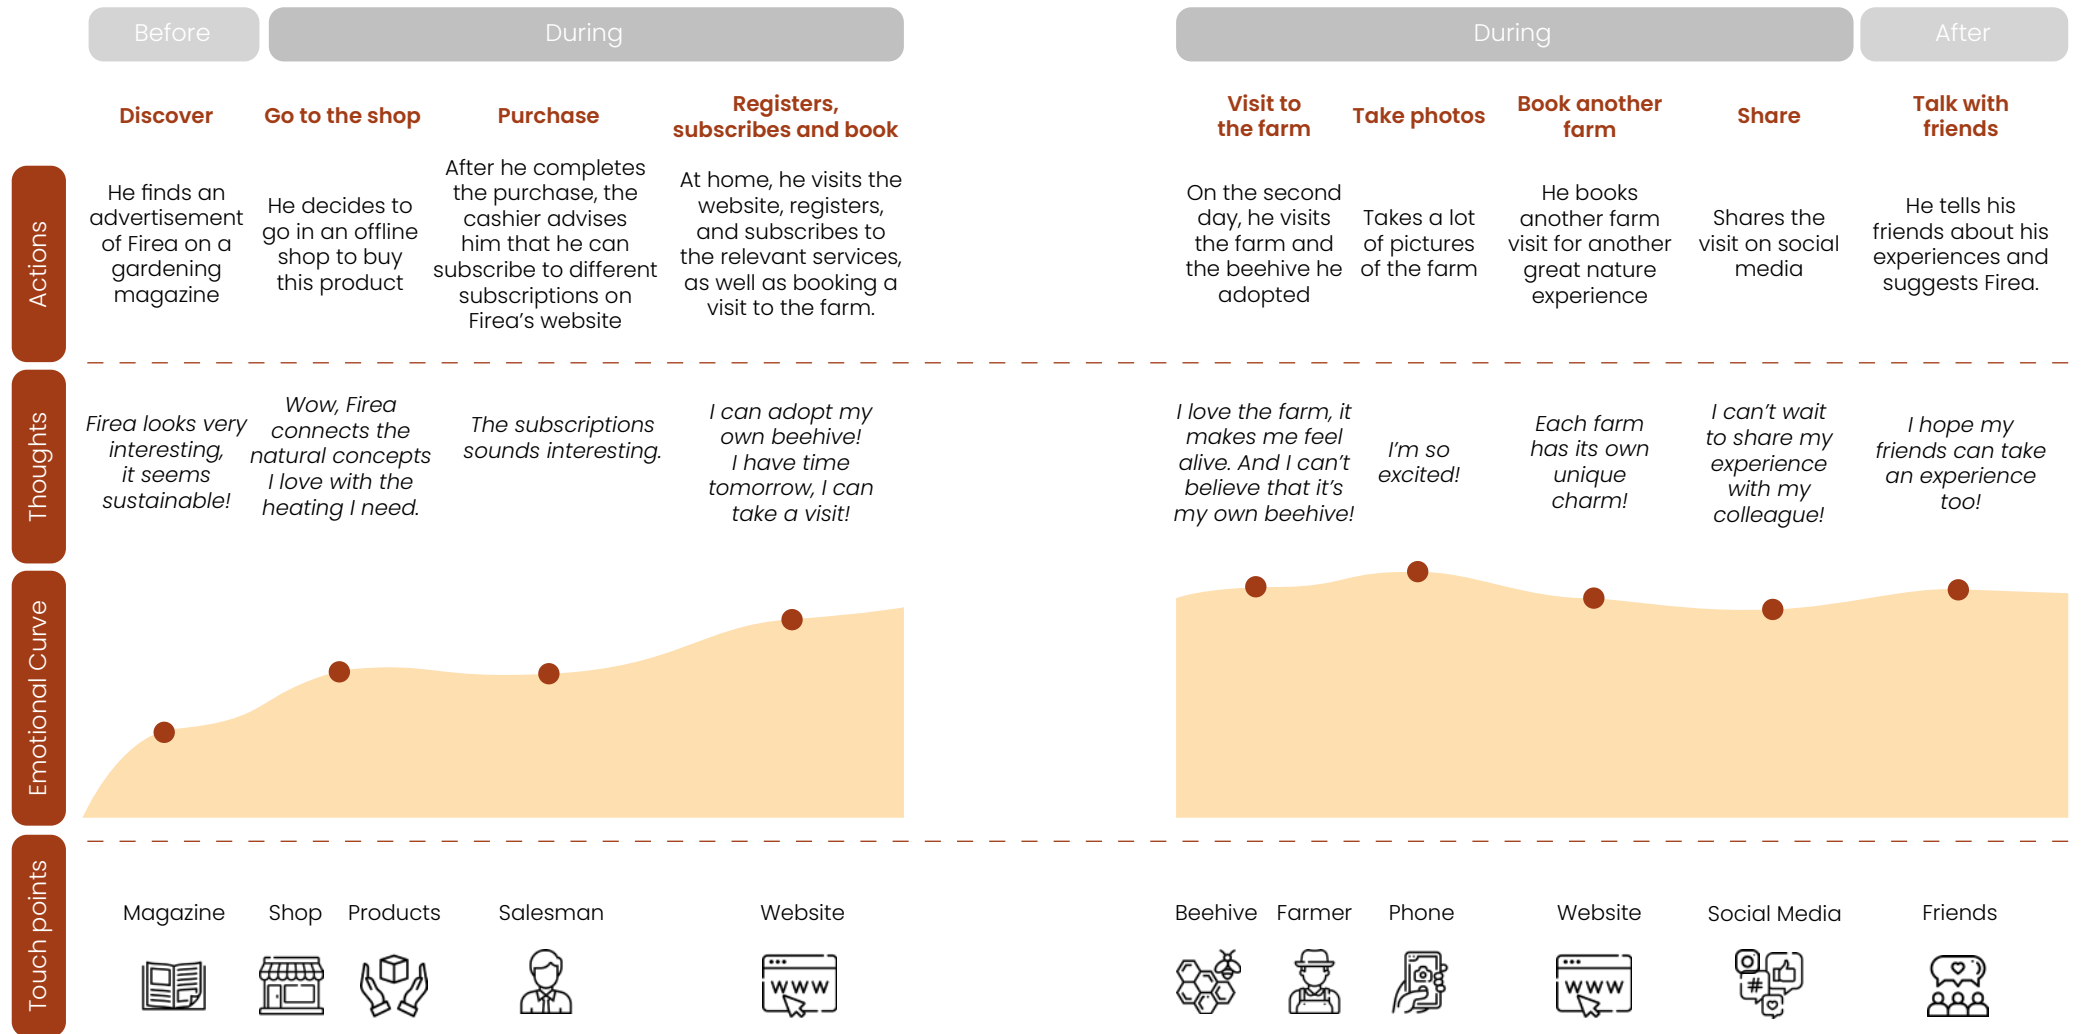 Before
During
During
After
Discover
Go to the shop
Purchase
Registers,
subscribes and book
Visit to
the farm
Take photos
Book another
farm
Share
Talk with
friends
Actions
He finds an
advertisement
of Firea on a
gardening
magazine
He decides to
go in an offline
shop to buy
this product
After he completes
the purchase, the
cashier advises
him that he can
subscribe to different
subscriptions on
Firea's website
At home, he visits the
website, registers,
and subscribes to
the relevant services,
as well as booking a
visit to the farm.
On the second
day, he visits
the farm and
the beehive he
adopted
Takes a lot
of pictures
of the farm
He books
another farm
visit for another
great nature
experience
Shares the
visit on social
media
He tells his
friends about his
experiences and
suggests Firea.
Thoughts
Firea looks very
interesting,
it seems
sustainable!
Wow, Firea
connects the
natural concepts
I love with the
heating I need.
The subscriptions
sounds interesting.
I can adopt my
own beehive!
I have time
tomorrow, I can
take a visit!
I love the farm, it
makes me feel
alive. And I can't
believe that it's
my own beehive!
I'm so
excited!
Each farm
has its own
unique
charm!
I can't wait
to share my
experience
with my
colleague!
I hope my
friends can take
an experience
too!
Emotional Curve
Touch points
Magazine
Shop
Products
Salesman
Website
Beehive
Farmer
Phone
Website
Social Media
Friends
WWW
WWW
#